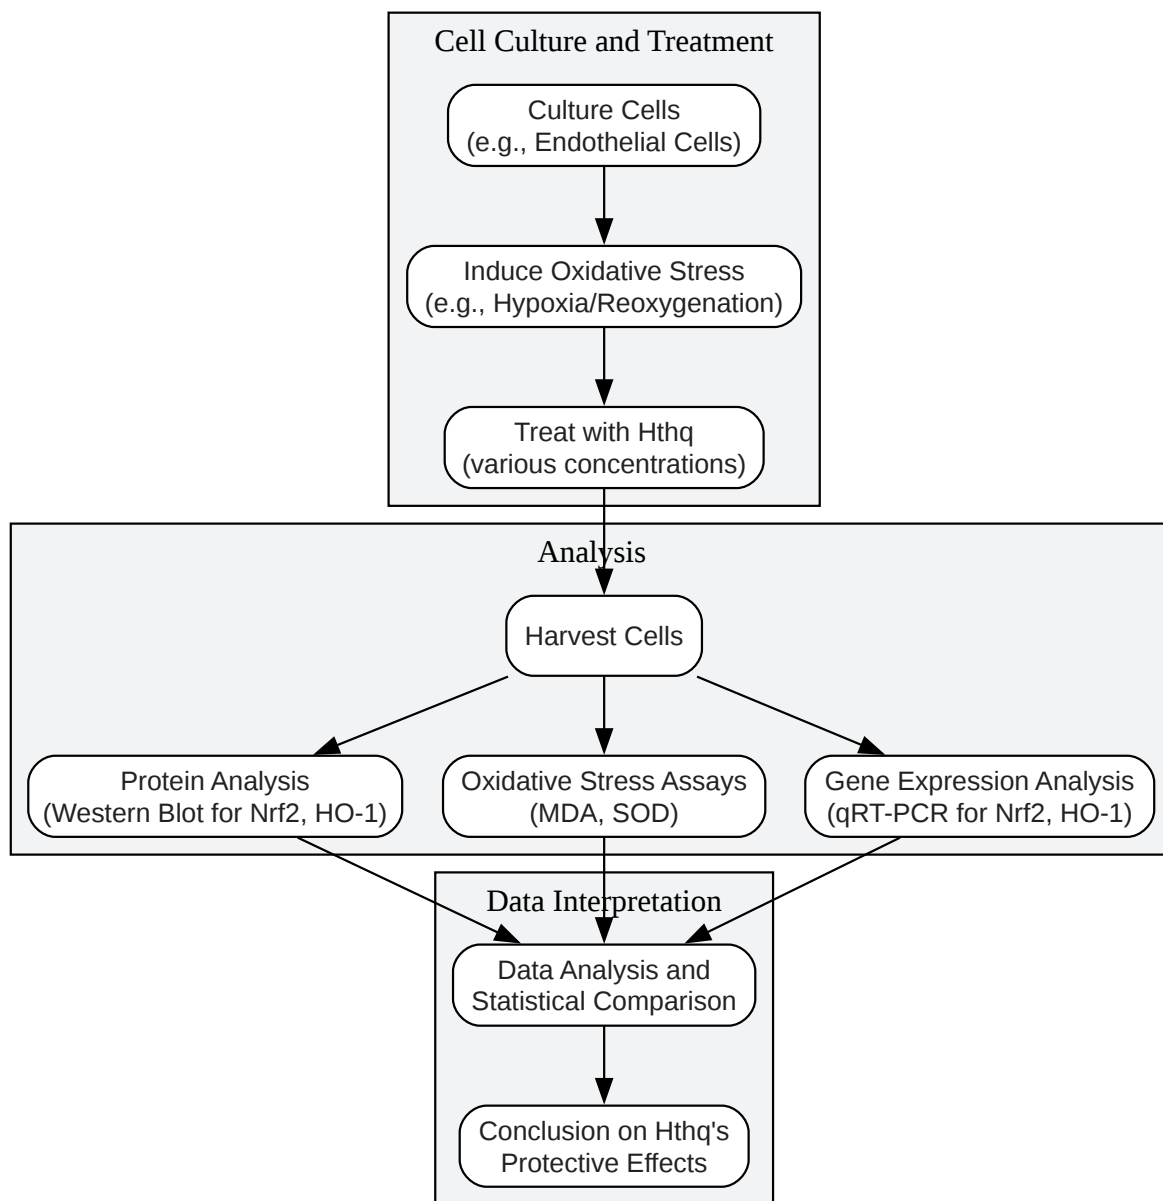 Cell Culture and Treatment
Culture Cells
(e.g., Endothelial Cells)
Induce Oxidative Stress
(e.g., Hypoxia/Reoxygenation)
Treat with Hthq
(various concentrations)
Analysis
Harvest Cells
Protein Analysis
(Western Blot for Nrf2, HO-1)
Oxidative Stress Assays
(MDA, SOD)
Gene Expression Analysis
(qRT-PCR for Nrf2, HO-1)
Data Interpretation
Data Analysis and
Statistical Comparison
Conclusion on Hthq's
Protective Effects